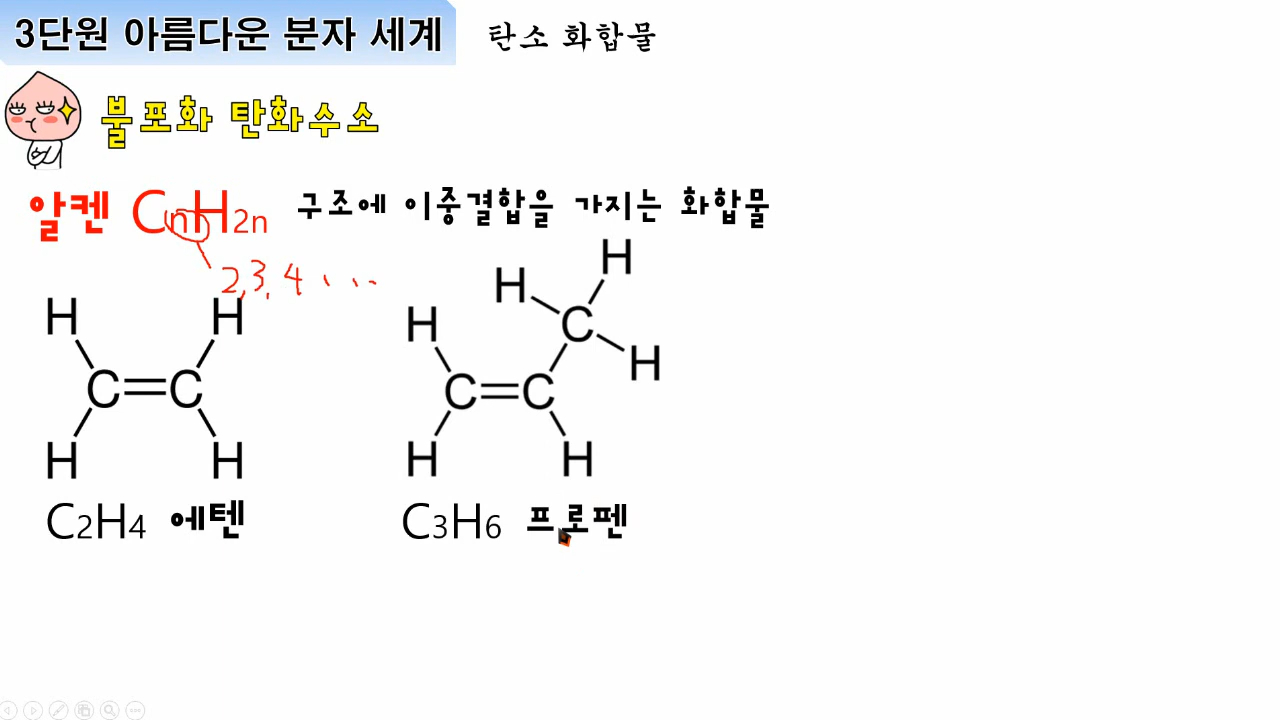 3단원 아름다운 분자 세계 탄소 화합물
불포화 탄화수소
알켄 CnH2n 구조에 이중결합을 가지는 화합물
2,3,4 ...
H H
C=C
H H
H H H
C H
C=C
H H
C2H4 에텐 C3H6 프로펜